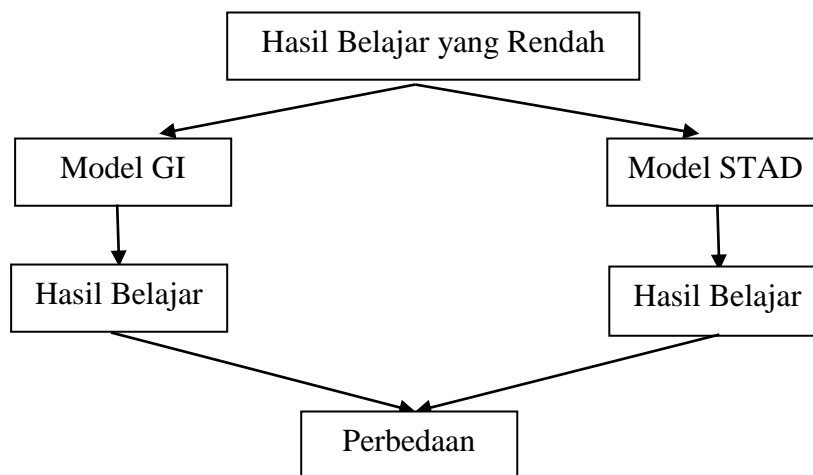 Hasil Belajar yang Rendah
Model GI
Model STAD
Hasil Belajar
Hasil Belajar
Perbedaan